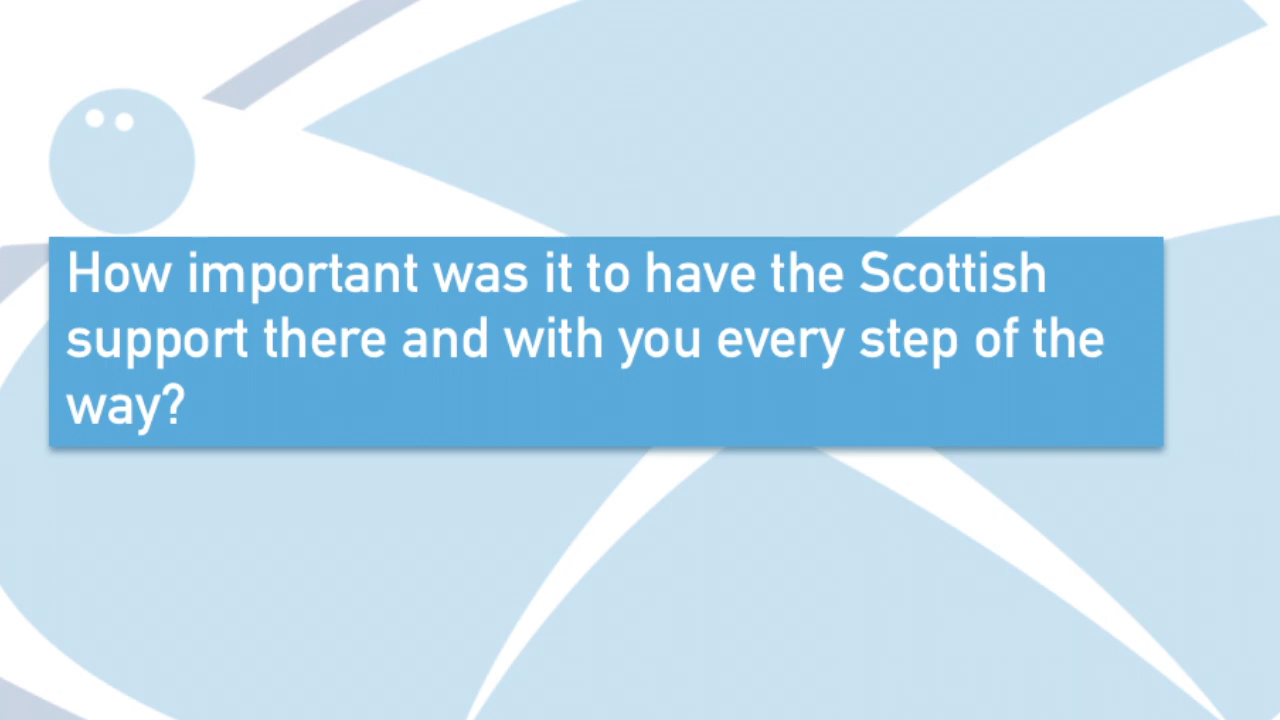 How important was it to have the Scottish
support there and with you every step of the
way?